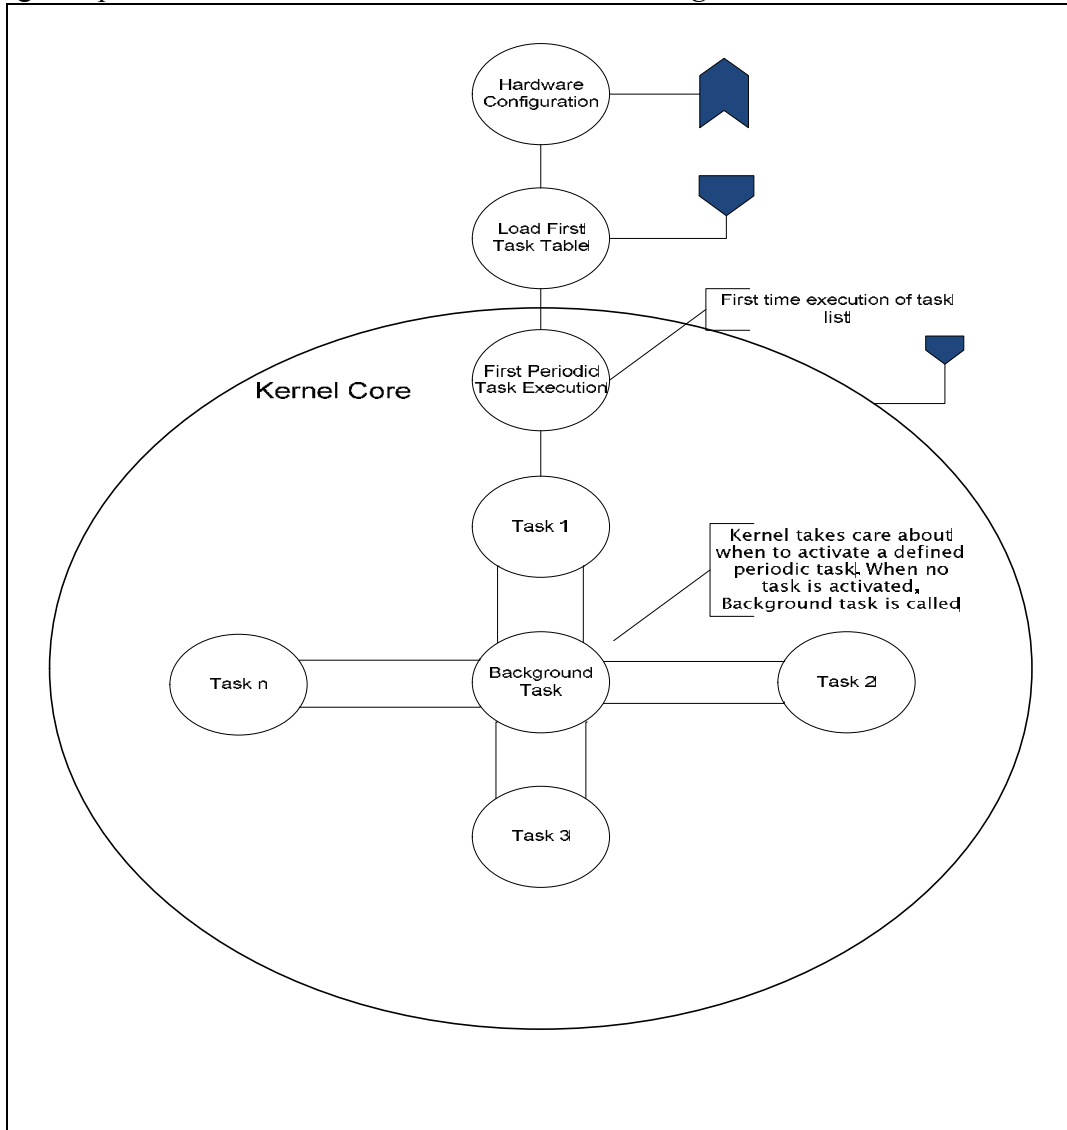 Hardware
Configuration
Load First
Task Table
First time execution of task
list
First Periodic
Task Execution
Kernel Core
Task 1
Kernel takes care about
when to activate a defined
periodic task. When no
task is activated,
Background task is called
Task n
Background
Task
Task 2
Task 3